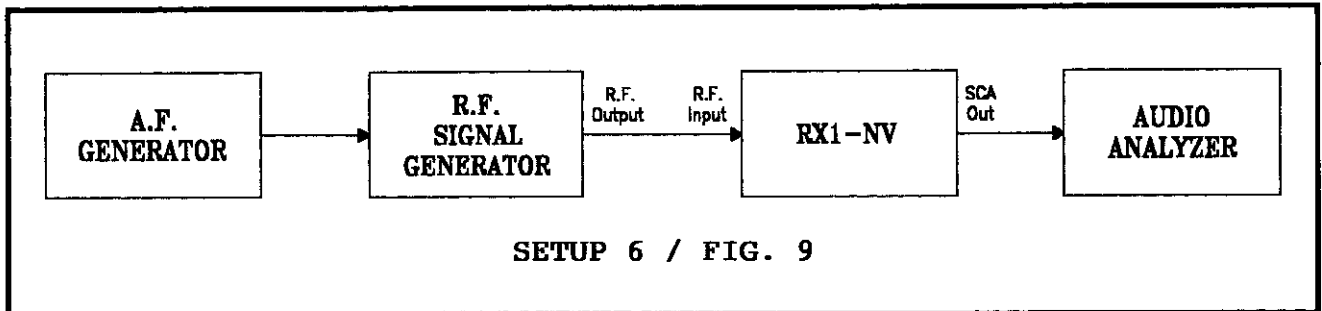 A.F.
GENERATOR
R.F.
SIGNAL
GENERATOR
R.F.
Output
R.F.
Input
RX1-NV
SCA
Out
AUDIO
ANALYZER
SETUP 6 / FIG. 9